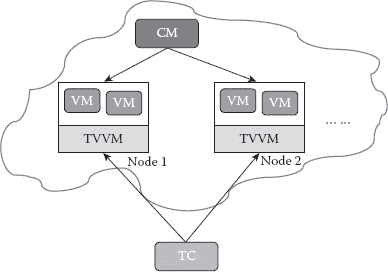 CM
VM VM
TVVM
Node 1
VM VM
TVVM
Node 2
... ...
TC